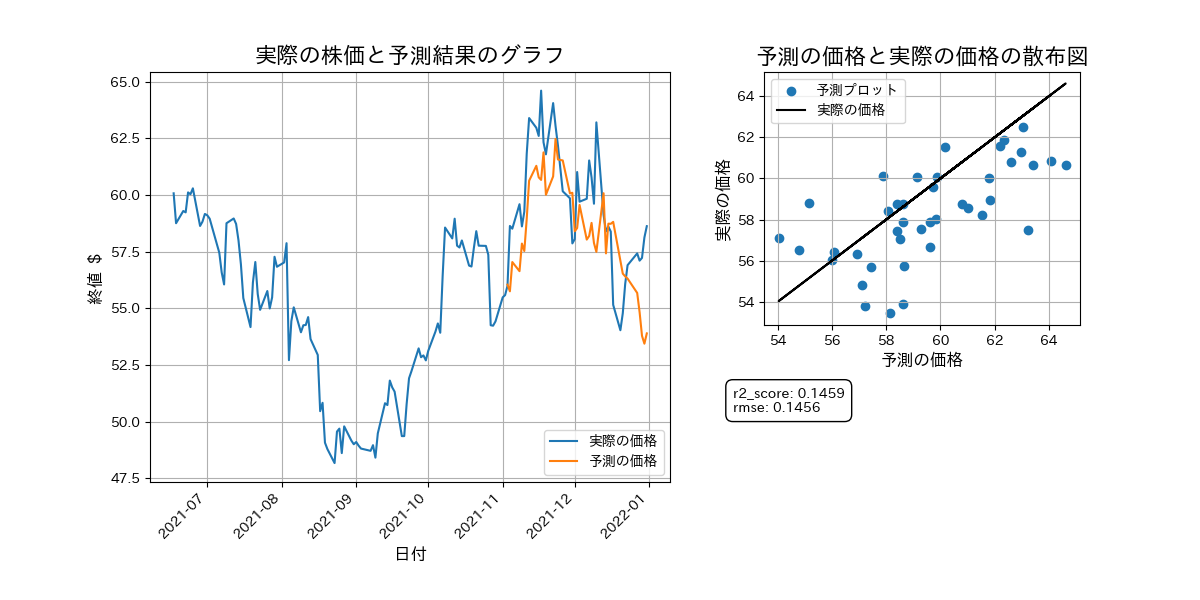 実際の株価と予測結果のグラフ
終値 $
65.0
62.5
60.0
57.5
55.0
52.5
50.0
47.5
実際の価格
予測の価格
2021-07
2021-08
2021-09
2021-10
2021-11
2021-12
2022-01
日付
予測の価格と実際の価格の散布図
実際の価格
64
62
60
58
56
54
予測プロット
実際の価格
54
56
58
60
62
64
予測の価格
r2_score: 0.1459
rmse: 0.1456